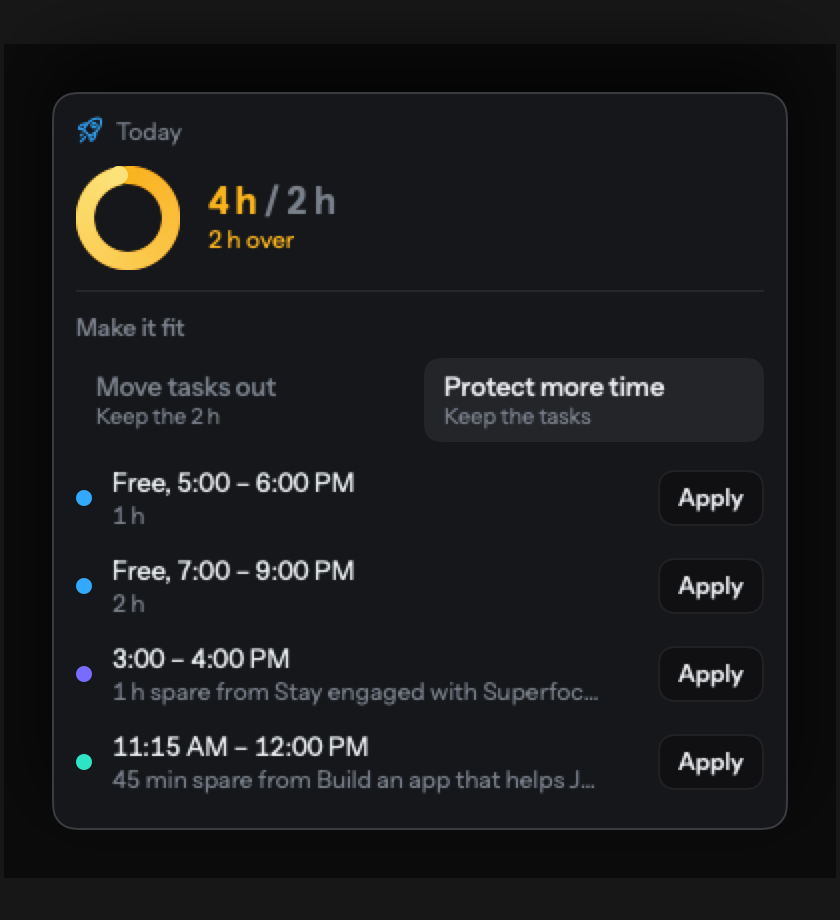 Today
4 h / 2 h
2 h over
Make it fit
Move tasks out
Keep the 2 h
Protect more time
Keep the tasks
Free, 5:00 – 6:00 PM
1 h
Apply
Free, 7:00 – 9:00 PM
2 h
Apply
3:00 – 4:00 PM
1 h spare from Stay engaged with Superfoc...
Apply
11:15 AM – 12:00 PM
45 min spare from Build an app that helps J...
Apply